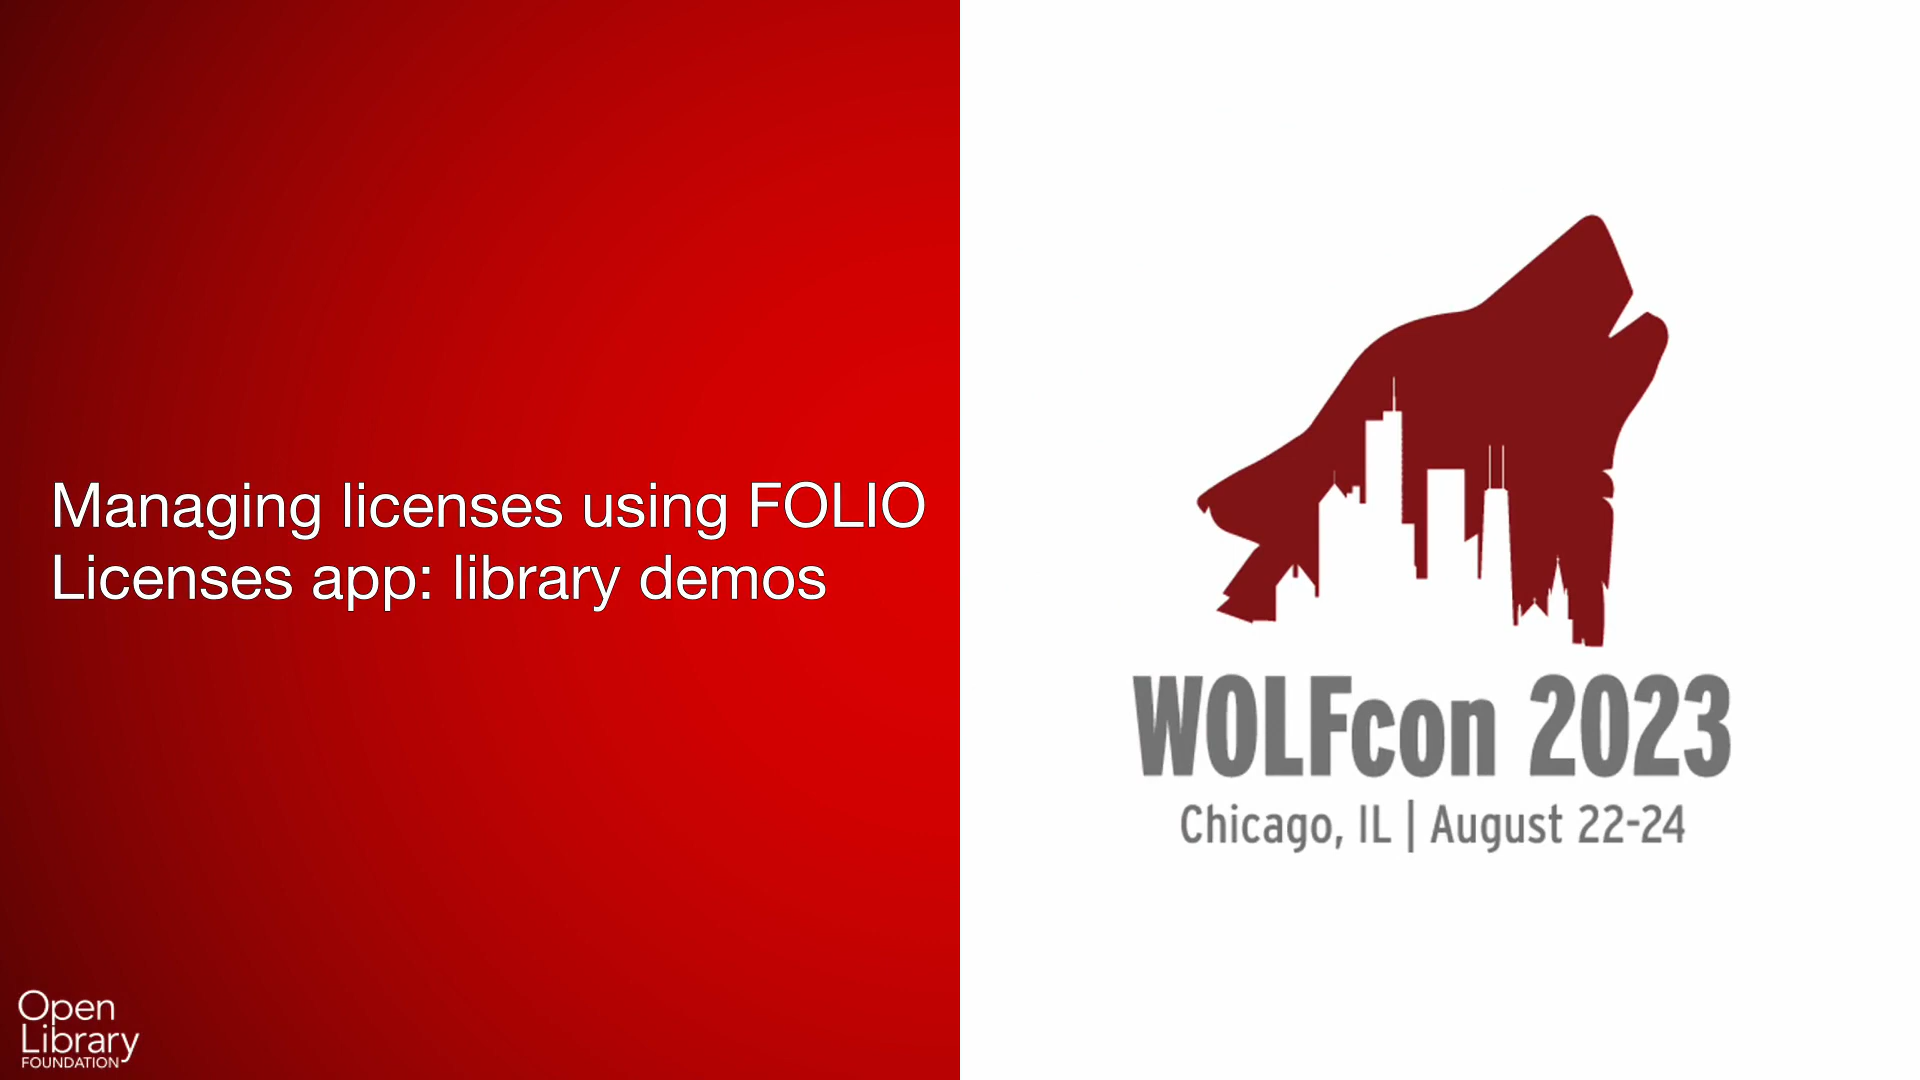 Managing licenses using FOLIO
Licenses app: library demos
Open
Library
FOUNDATION
WOLFcon 2023
Chicago, IL | August 22-24